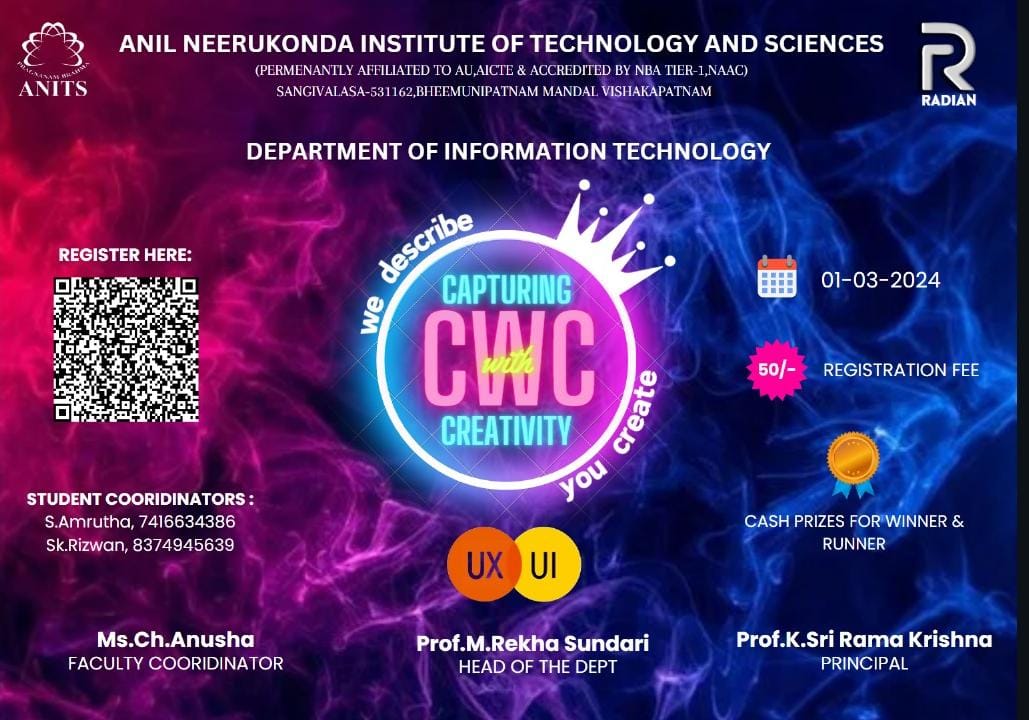 ANIL NEERUKONDA INSTITUTE OF TECHNOLOGY AND SCIENCES
(PERMENANTLY AFFILIATED TO AU,AICTE & ACCREDITED BY NBA TIER-1,NAAC)
SANGIVALASA-531162,BHEEMUNIPATNAM MANDAL VISHAKAPATNAM
PRAGNANAM BRAHMA
ANITS
R
RADIAN
DEPARTMENT OF INFORMATION TECHNOLOGY
REGISTER HERE:
we describe
CAPTURING
CWC
with
CREATIVITY
you create
01-03-2024
50/-
REGISTRATION FEE
CASH PRIZES FOR WINNER &
RUNNER
STUDENT COORIDINATORS :
S.Amrutha, 7416634386
Sk.Rizwan, 8374945639
UX UI
Ms.Ch.Anusha
FACULTY COORIDINATOR
Prof.M.Rekha Sundari
HEAD OF THE DEPT
Prof.K.Sri Rama Krishna
PRINCIPAL